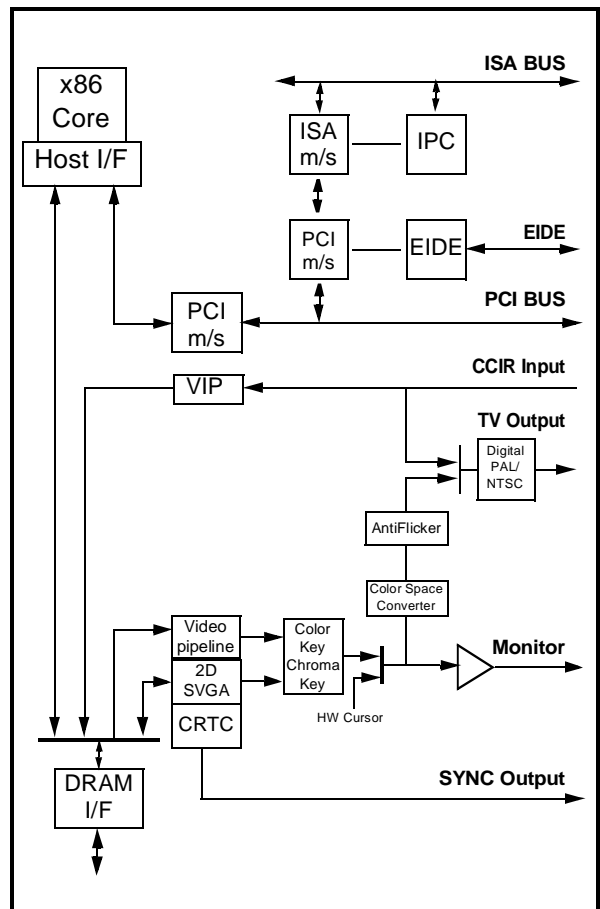 ISA BUS
x86
Core
Host I/F
ISA
m/s
IPC
PCI
m/s
EIDE
EIDE
PCI BUS
PCI
m/s
CCIR Input
VIP
TV Output
Digital
PAL/
NTSC
AntiFlicker
Color Space
Converter
Video
pipeline
2D
SVGA
CRTC
Color
Key
Chroma
Key
Monitor
HW Cursor
SYNC Output
DRAM
I/F